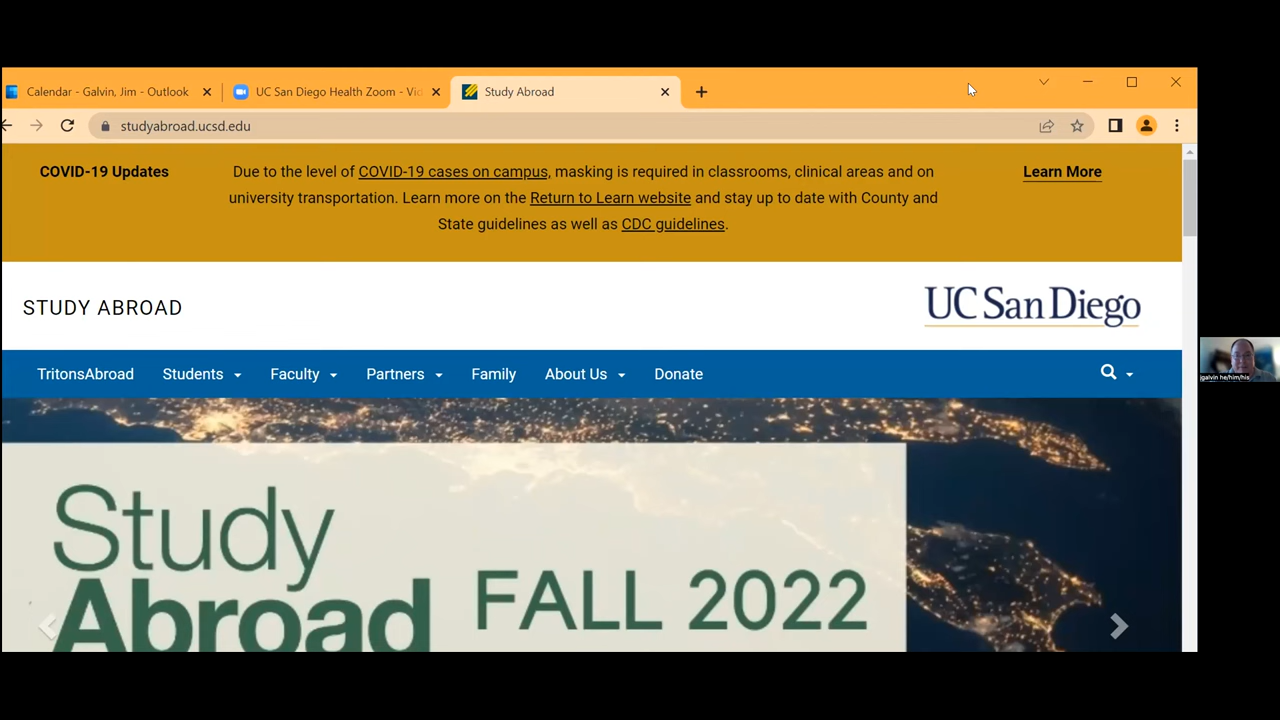 Calendar - Galvin, Jim - Outlook
UC San Diego Health Zoom - Vid
Study Abroad
studyabroad.ucsd.edu
COVID-19 Updates
Due to the level of COVID-19 cases on campus, masking is required in classrooms, clinical areas and on
university transportation. Learn more on the Return to Learn website and stay up to date with County and
State guidelines as well as CDC guidelines.
Learn More
STUDY ABROAD
UC San Diego
TritonsAbroad Students Faculty Partners Family About Us Donate
jgalvin he/him/his
Study
Abroad
FALL 2022